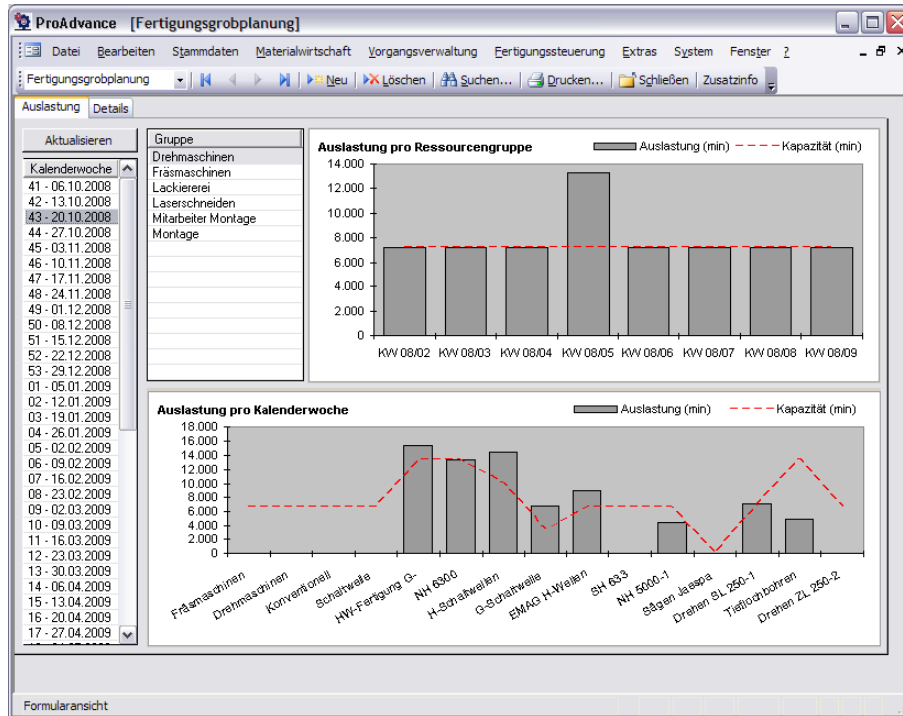 ProAdvance [Fertigungsgrobplanung]
Datei Bearbeiten Stammdaten Materialwirtschaft Vorgangsverwaltung Fertigungssteuerung Extras System Fenster ?
Fertigungsgrobplanung Neu Löschen Suchen... Drucken... Schließen Zusatzinfo
Auslastung Details
Aktualisieren
Kalenderwoche
41 - 06.10.2008
42 - 13.10.2008
43 - 20.10.2008
44 - 27.10.2008
45 - 03.11.2008
46 - 10.11.2008
47 - 17.11.2008
48 - 24.11.2008
49 - 01.12.2008
50 - 08.12.2008
51 - 15.12.2008
52 - 22.12.2008
53 - 29.12.2008
01 - 05.01.2009
02 - 12.01.2009
03 - 19.01.2009
04 - 26.01.2009
05 - 02.02.2009
06 - 09.02.2009
07 - 16.02.2009
08 - 23.02.2009
09 - 02.03.2009
10 - 09.03.2009
11 - 16.03.2009
12 - 23.03.2009
13 - 30.03.2009
14 - 06.04.2009
15 - 13.04.2009
16 - 20.04.2009
17 - 27.04.2009
Gruppe
Drehmaschinen
Fräsmaschinen
Lackiererei
Laserschneiden
Mitarbeiter Montage
Montage
Auslastung pro Ressourcengruppe
Auslastung (min) Kapazität (min)
14.000
12.000
10.000
8.000
6.000
4.000
2.000
0
KW 08/02 KW 08/03 KW 08/04 KW 08/05 KW 08/06 KW 08/07 KW 08/08 KW 08/09
Auslastung pro Kalenderwoche
Auslastung (min) Kapazität (min)
18.000
16.000
14.000
12.000
10.000
8.000
6.000
4.000
2.000
0
Fräsmaschinen
Drehmaschinen
Konventionell
Schaltwelle
HW-Fertigung G-
NH 6300
H-Schaltwellen
G-Schaltwelle
EMAG H-Wellen
SH 633
NH 5000-1
Sägen Jaespa
Drehen SL 250-1
Tieflochbohren
Drehen ZL 250-2
Formularansicht